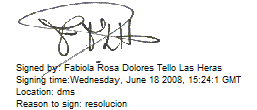 Signed by: Fabiola Rosa Dolores Tello Las Heras
Signing time:Wednesday, June 18 2008, 15:24:1 GMT
Location: dms
Reason to sign: resolucion